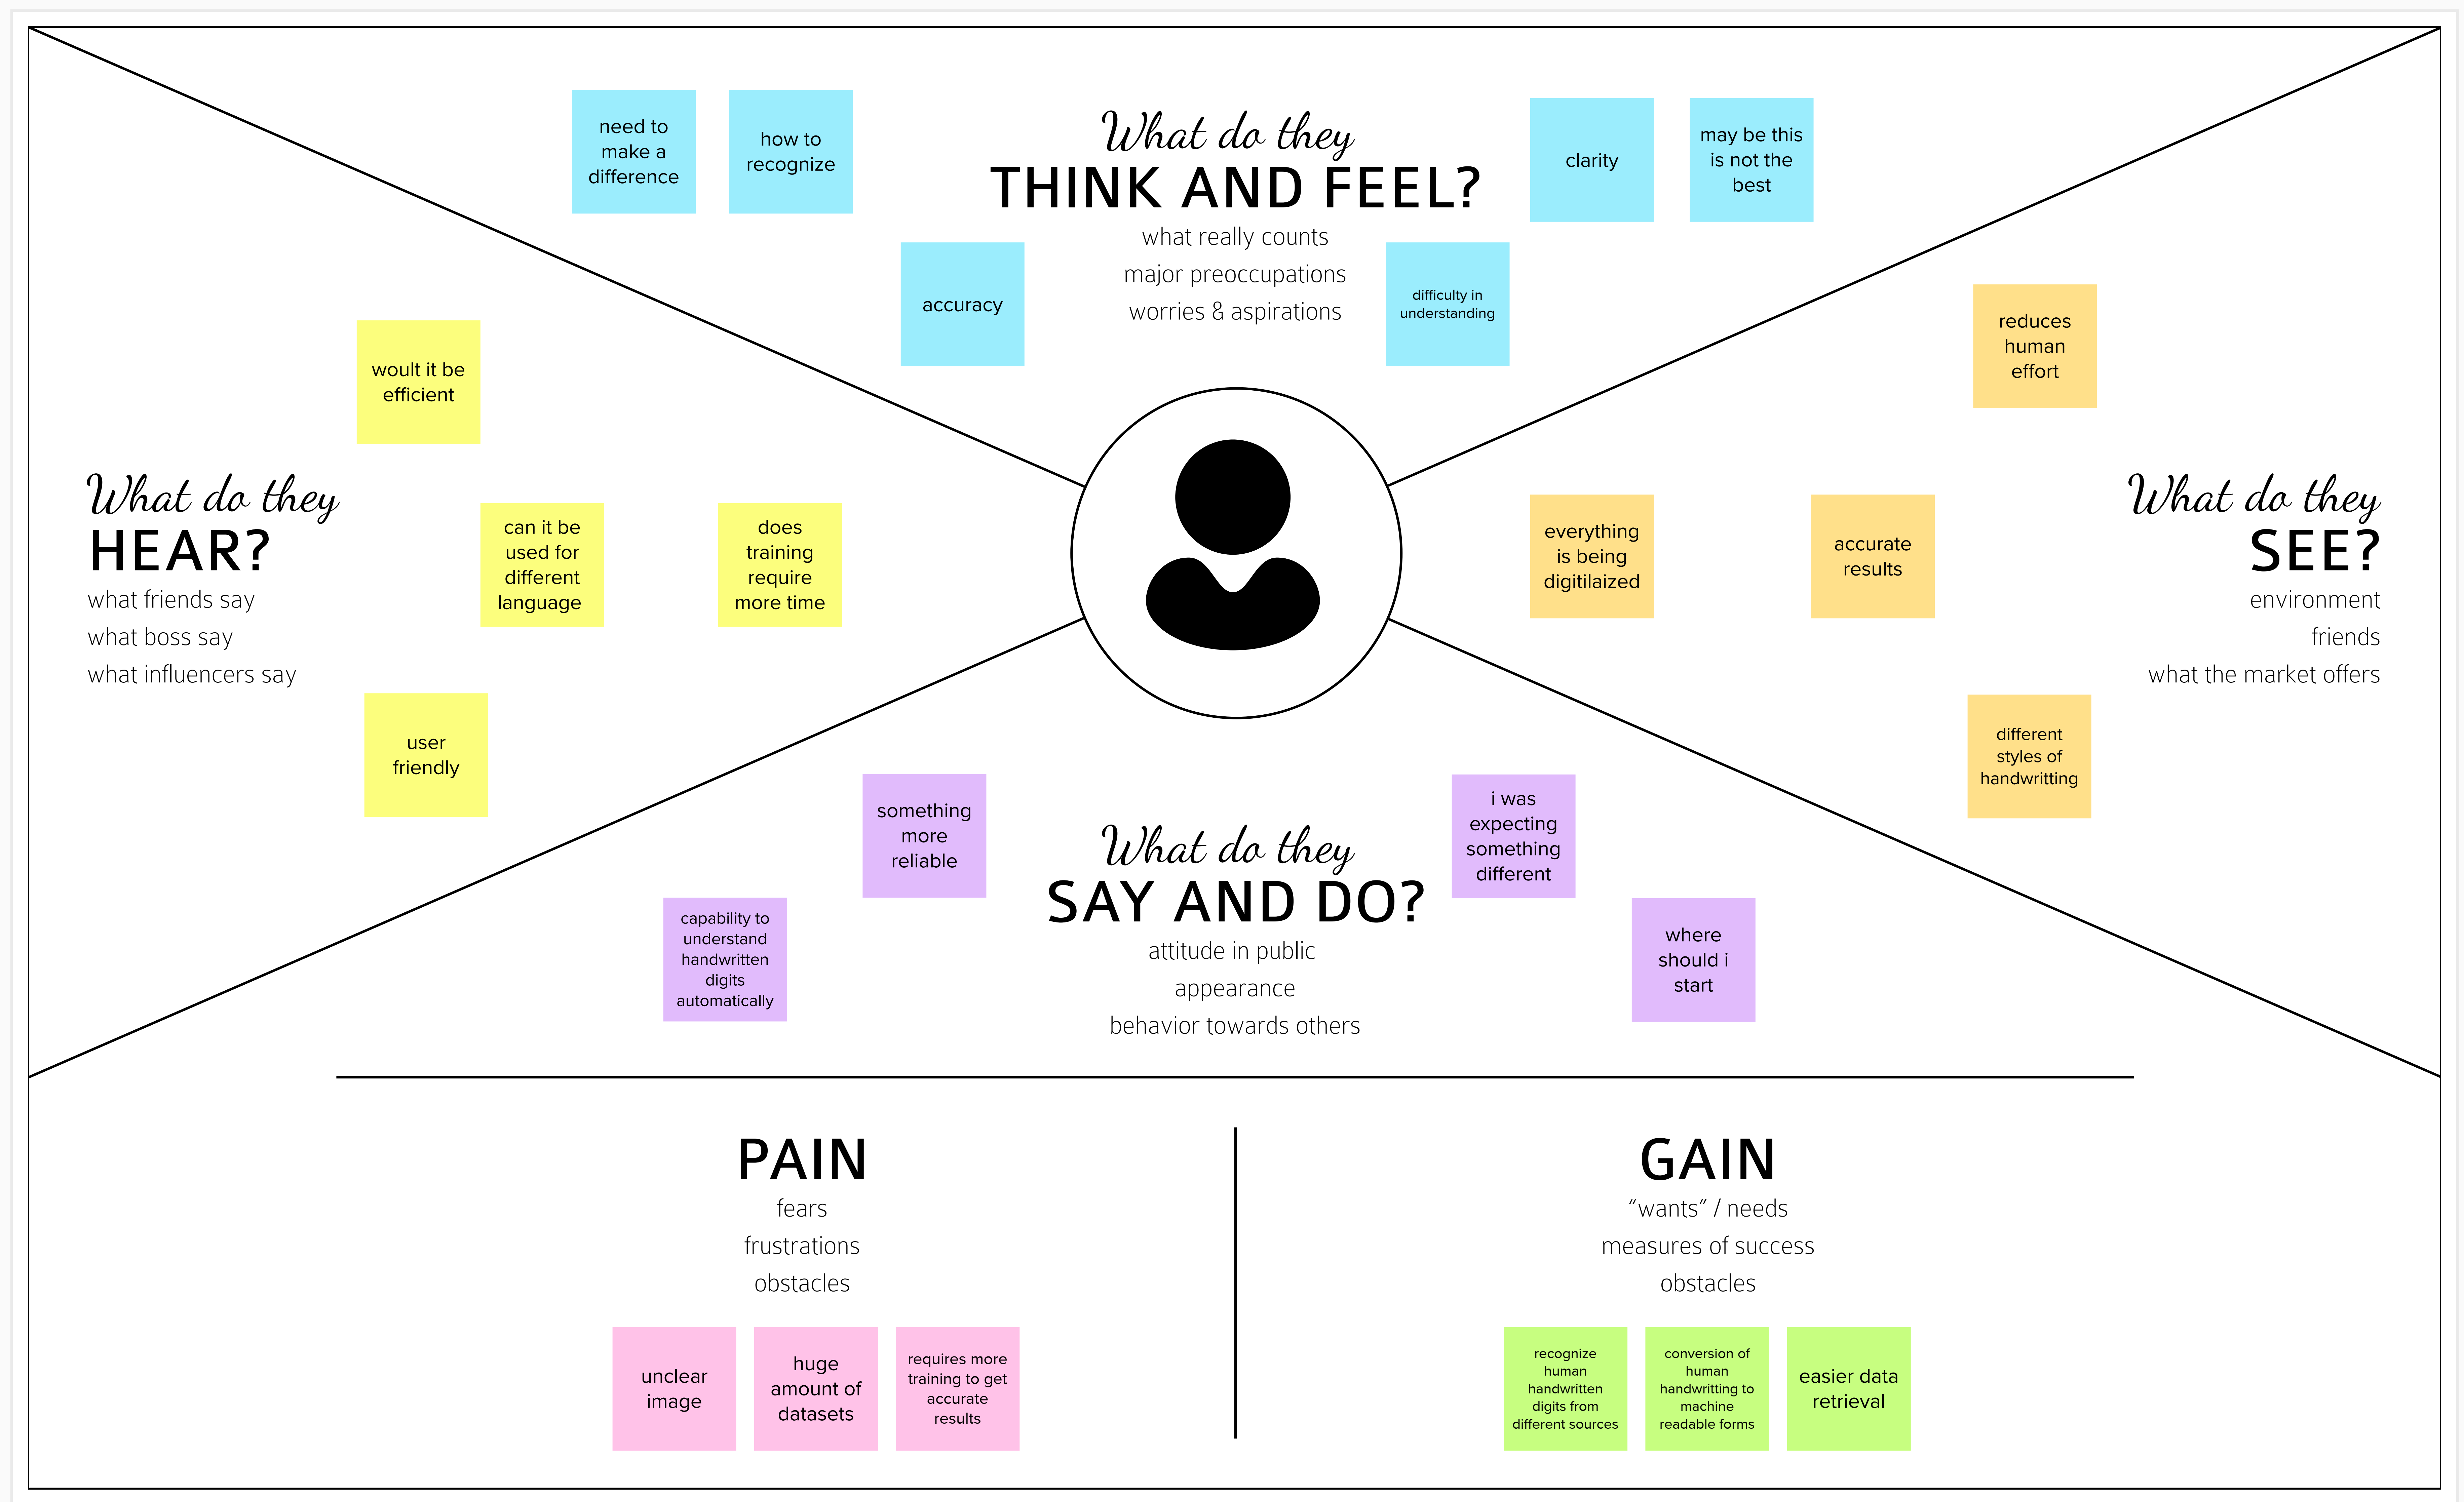 What do they
THINK AND FEEL?
what really counts
major preoccupations
worries & aspirations
need to
make a
difference
how to
recognize
accuracy
clarity
may be this
is not the
best
difficulty in
understanding
What do they
HEAR?
what friends say
what boss say
what influencers say
woult it be
efficient
can it be
used for
different
language
does
training
require
more time
user
friendly
What do they
SEE?
environment
friends
what the market offers
reduces
human
effort
everything
is being
digitilaized
accurate
results
different
styles of
handwritting
What do they
SAY AND DO?
attitude in public
appearance
behavior towards others
something
more
reliable
capability to
understand
handwritten
digits
automatically
i was
expecting
something
different
where
should i
start
PAIN
fears
frustrations
obstacles
unclear
image
huge
amount of
datasets
requires more
training to get
accurate
results
GAIN
“wants” / needs
measures of success
obstacles
recognize
human
handwritten
digits from
different sources
conversion of
human
handwritting to
machine
readable forms
easier data
retrieval